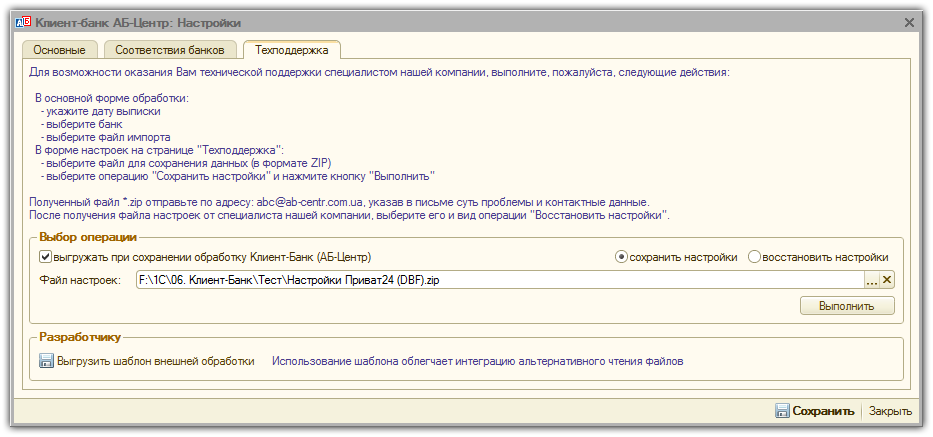 АБ Клиент-банк АБ-Центр: Настройки
Основные Соответствия банков Техподдержка
Для возможности оказания Вам технической поддержки специалистом нашей компании, выполните, пожалуйста, следующие действия:
В основной форме обработки:
- укажите дату выписки
- выберите банк
- выберите файл импорта
В форме настроек на странице "Техподдержка":
- выберите файл для сохранения данных (в формате ZIP)
- выберите операцию "Сохранить настройки" и нажмите кнопку "Выполнить"
Полученный файл *.zip отправьте по адресу: abc@ab-centr.com.ua, указав в письме суть проблемы и контактные данные.
После получения файла настроек от специалиста нашей компании, выберите его и вид операции "Восстановить настройки".
Выбор операции
выгружать при сохранении обработку Клиент-Банк (АБ-Центр) сохранить настройки восстановить настройки
Файл настроек: F:\1С\06. Клиент-Банк\Тест\Настройки Приват24 (DBF).zip ...
Выполнить
Разработчику
Выгрузить шаблон внешней обработки Использование шаблона облегчает интеграцию альтернативного чтения файлов
Сохранить Закрыть